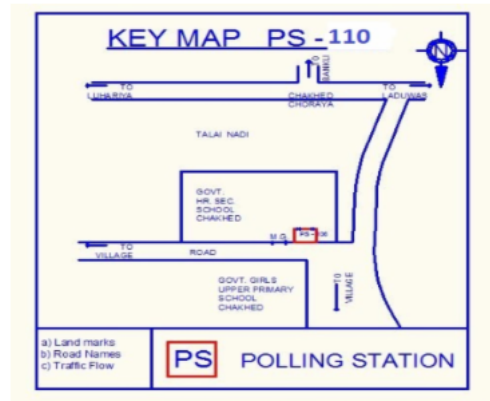 KEY MAP PS - 110
N
TO
BANKLI
TO
LUHARIYA
CHAKHED
CHORAYA
TO
LADUWAS
TALAI NADI
GOVT.
HR. SEC.
SCHOOL
CHAKHED
M.G.
TO
VILLAGE
ROAD
GOVT. GIRLS
UPPER PRIMARY
SCHOOL
CHAKHED
TO
VILLAGE
a) Land marks
b) Road Names
c) Traffic Flow
PS
POLLING STATION